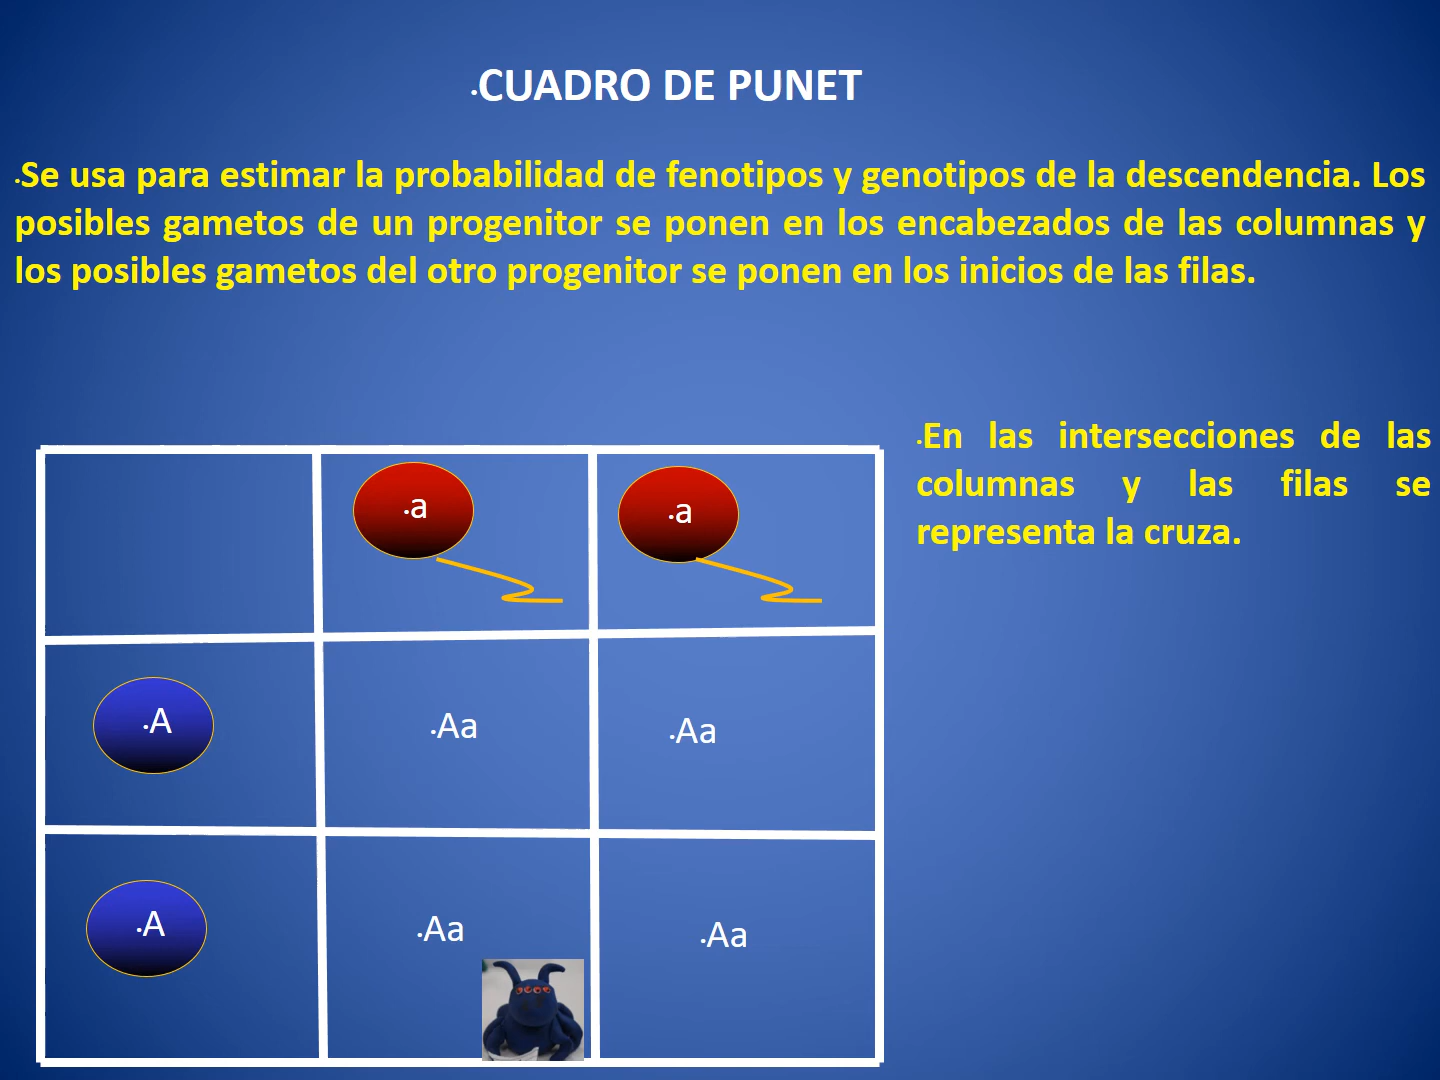 .CUADRO DE PUNET
.Se usa para estimar la probabilidad de fenotipos y genotipos de la descendencia. Los
posibles gametos de un progenitor se ponen en los encabezados de las columnas y
los posibles gametos del otro progenitor se ponen en los inicios de las filas.
.En las intersecciones de las
columnas y las filas se
representa la cruza.
.a .a
.A .Aa .Aa
.A .Aa .Aa